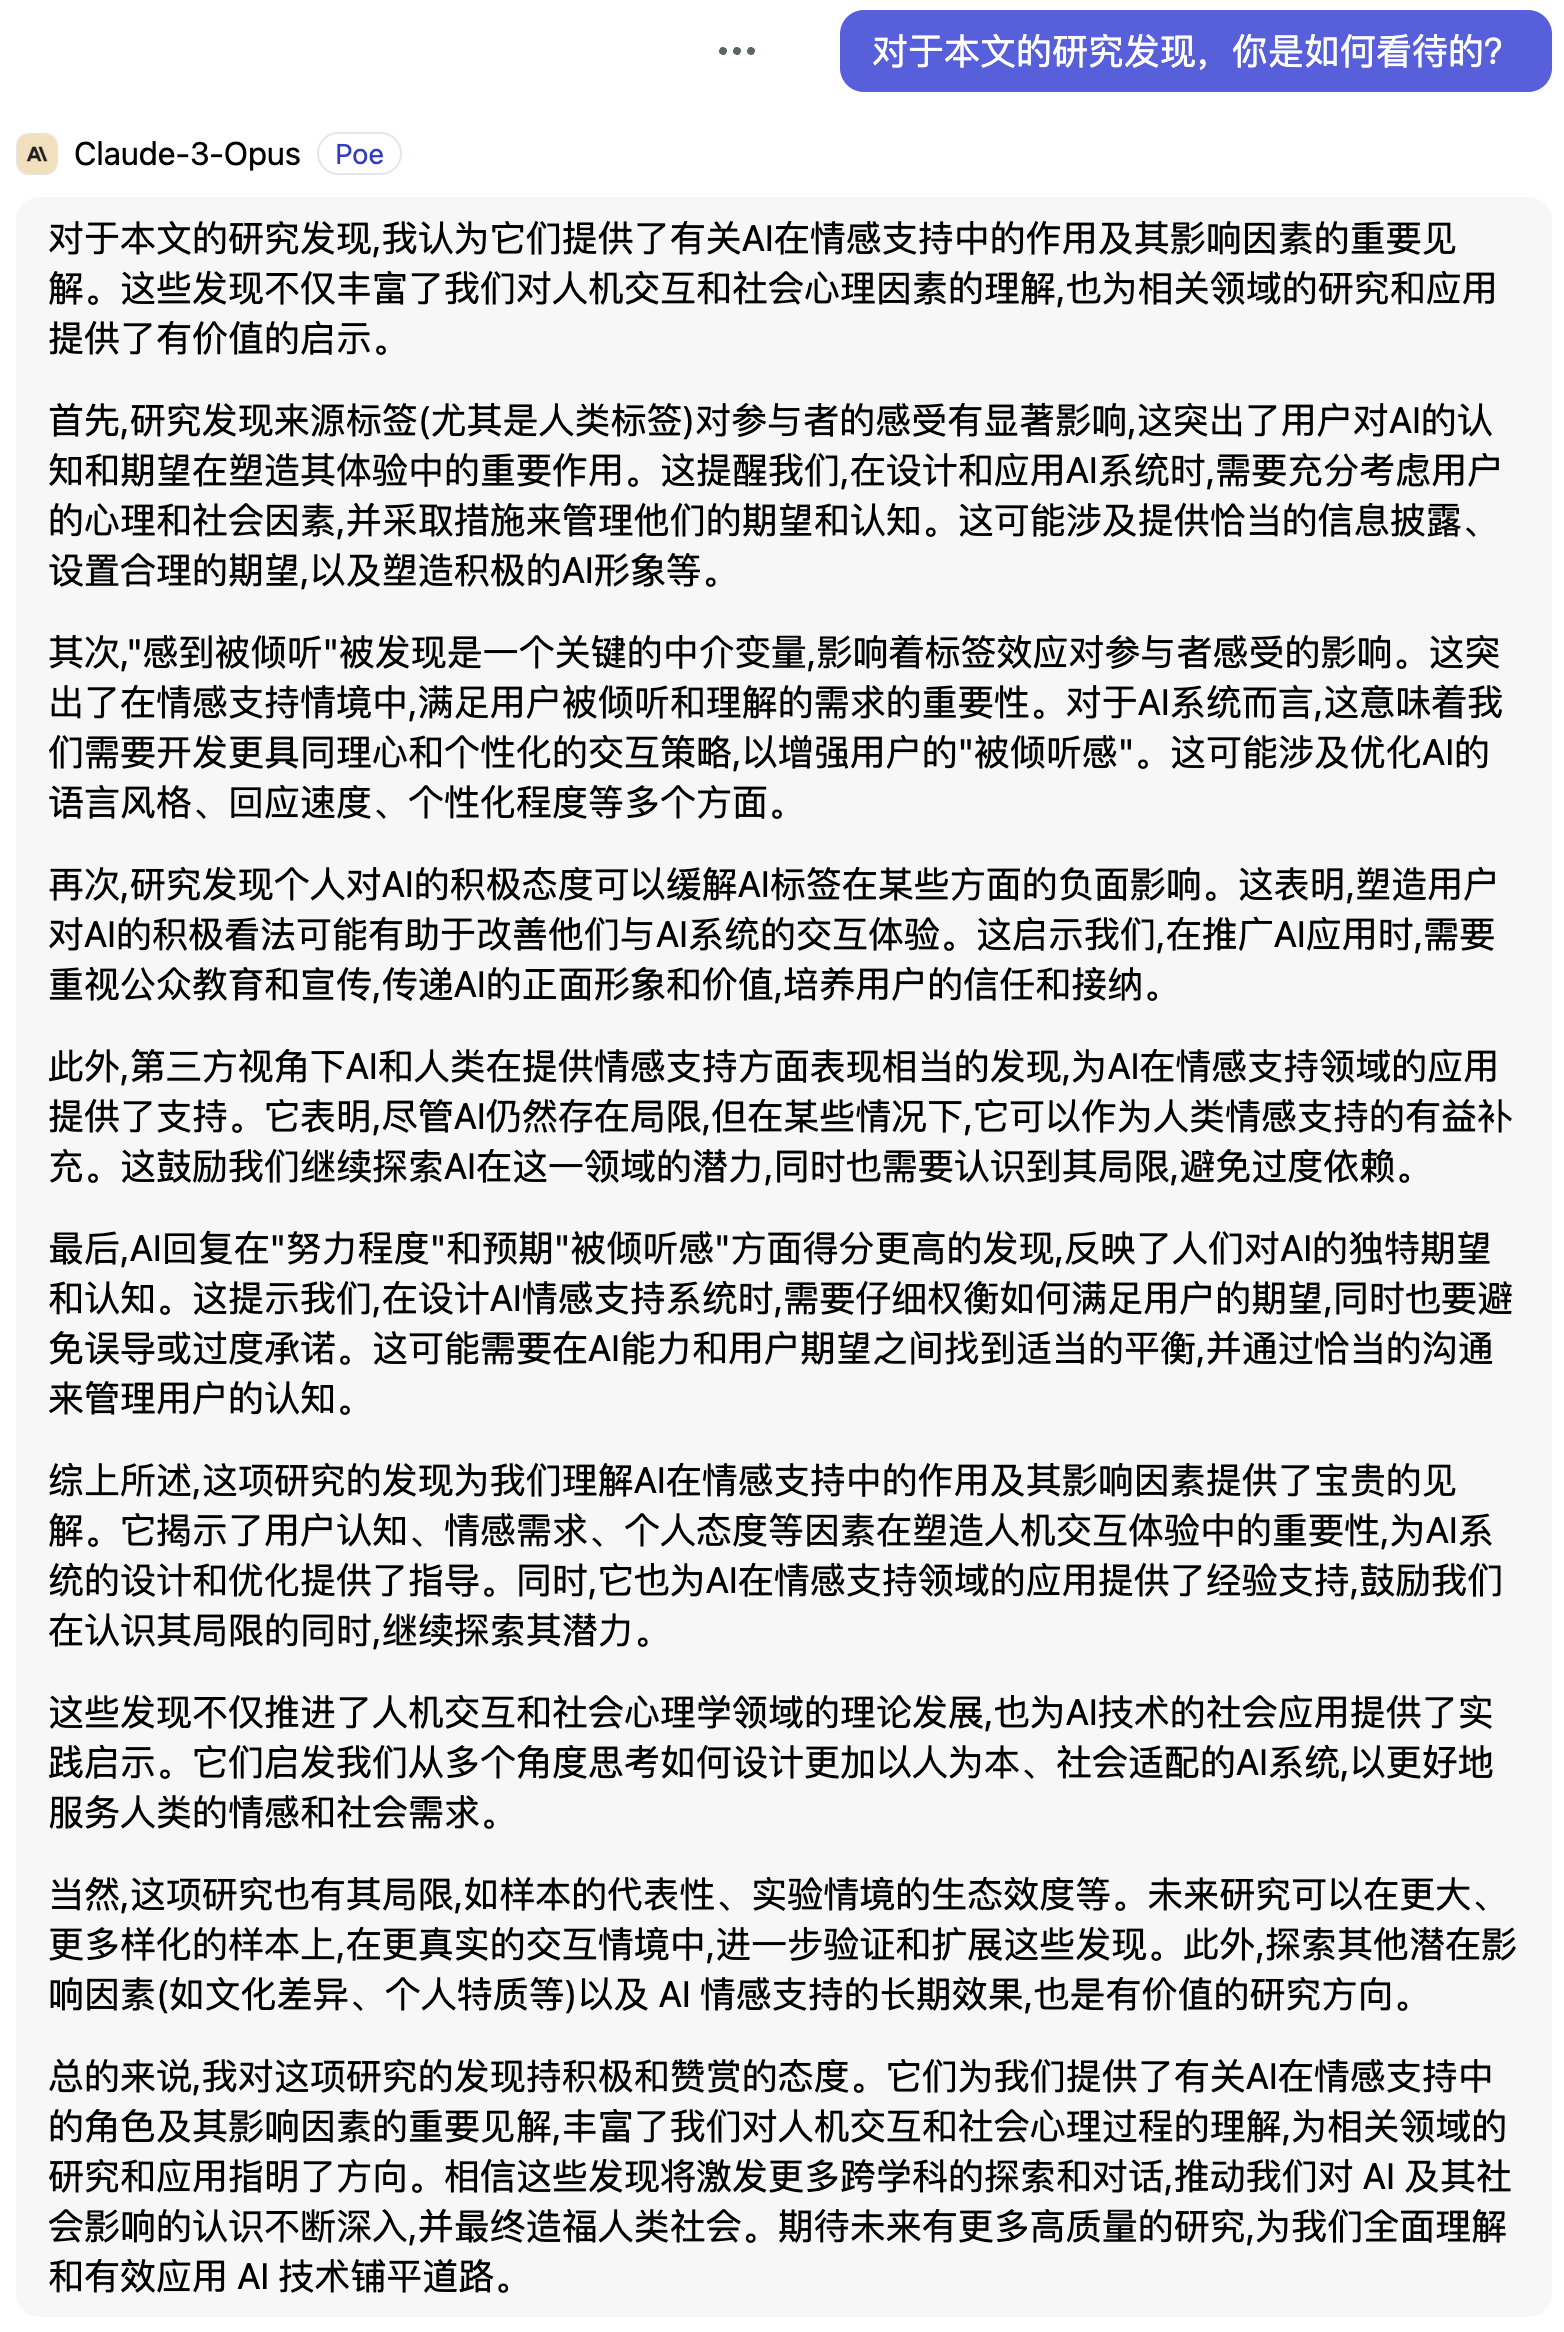 对于本文的研究发现，你是如何看待的?
Claude-3-Opus Poe
对于本文的研究发现,我认为它们提供了有关AI在情感支持中的作用及其影响因素的重要见
解。这些发现不仅丰富了我们对人机交互和社会心理因素的理解,也为相关领域的研究和应用
提供了有价值的启示。
首先,研究发现来源标签(尤其是人类标签)对参与者的感受有显著影响,这突出了用户对AI的认
知和期望在塑造其体验中的重要作用。这提醒我们,在设计和应用AI系统时,需要充分考虑用户
的心理和社会因素,并采取措施来管理他们的期望和认知。这可能涉及提供恰当的信息披露、
设置合理的期望,以及塑造积极的AI形象等。
其次,"感到被倾听"被发现是一个关键的中介变量,影响着标签效应对参与者感受的影响。这突
出了在情感支持情境中,满足用户被倾听和理解的需求的重要性。对于AI系统而言,这意味着我
们需要开发更具同理心和个性化的交互策略,以增强用户的"被倾听感"。这可能涉及优化AI的
语言风格、回应速度、个性化程度等多个方面。
再次,研究发现个人对AI的积极态度可以缓解AI标签在某些方面的负面影响。这表明,塑造用户
对AI的积极看法可能有助于改善他们与AI系统的交互体验。这启示我们,在推广AI应用时,需要
重视公众教育和宣传,传递AI的正面形象和价值,培养用户的信任和接纳。
此外,第三方视角下AI和人类在提供情感支持方面表现相当的发现,为AI在情感支持领域的应用
提供了支持。它表明,尽管AI仍然存在局限,但在某些情况下,它可以作为人类情感支持的有益补
充。这鼓励我们继续探索AI在这一领域的潜力,同时也需要认识到其局限,避免过度依赖。
最后,AI回复在"努力程度"和预期"被倾听感"方面得分更高的发现,反映了人们对AI的独特期望
和认知。这提示我们,在设计AI情感支持系统时,需要仔细权衡如何满足用户的期望,同时也要避
免误导或过度承诺。这可能需要在AI能力和用户期望之间找到适当的平衡,并通过恰当的沟通
来管理用户的认知。
综上所述,这项研究的发现为我们理解AI在情感支持中的作用及其影响因素提供了宝贵的见
解。它揭示了用户认知、情感需求、个人态度等因素在塑造人机交互体验中的重要性,为AI系
统的设计和优化提供了指导。同时,它也为AI在情感支持领域的应用提供了经验支持,鼓励我们
在认识其局限的同时,继续探索其潜力。
这些发现不仅推进了人机交互和社会心理学领域的理论发展,也为AI技术的社会应用提供了实
践启示。它们启发我们从多个角度思考如何设计更加以人为本、社会适配的AI系统,以更好地
服务人类的情感和社会需求。
当然,这项研究也有其局限,如样本的代表性、实验情境的生态效度等。未来研究可以在更大、
更多样化的样本上,在更真实的交互情境中,进一步验证和扩展这些发现。此外,探索其他潜在影
响因素(如文化差异、个人特质等)以及 AI 情感支持的长期效果,也是有价值的研究方向。
总的来说,我对这项研究的发现持积极和赞赏的态度。它们为我们提供了有关AI在情感支持中
的角色及其影响因素的重要见解,丰富了我们对人机交互和社会心理过程的理解,为相关领域的
研究和应用指明了方向。相信这些发现将激发更多跨学科的探索和对话,推动我们对 AI 及其社
会影响的认识不断深入,并最终造福人类社会。期待未来有更多高质量的研究,为我们全面理解
和有效应用 AI 技术铺平道路。